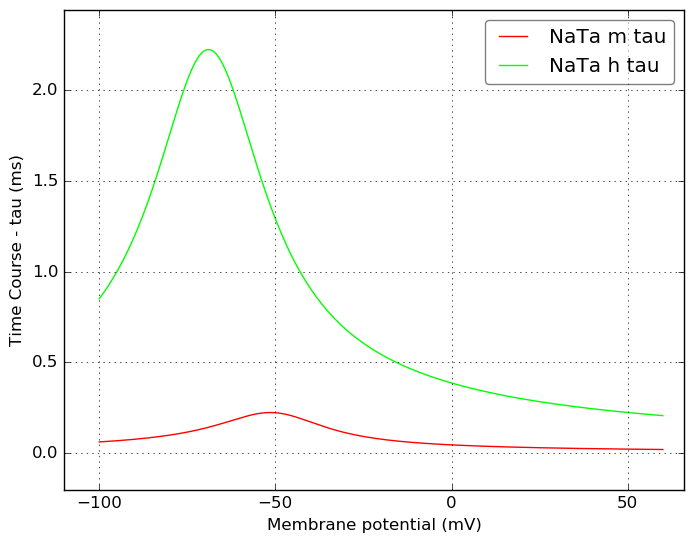 NaTa m tau
NaTa h tau
Time Course - tau (ms)
2.0
1.5
1.0
0.5
0.0
−100
−50
0
50
Membrane potential (mV)